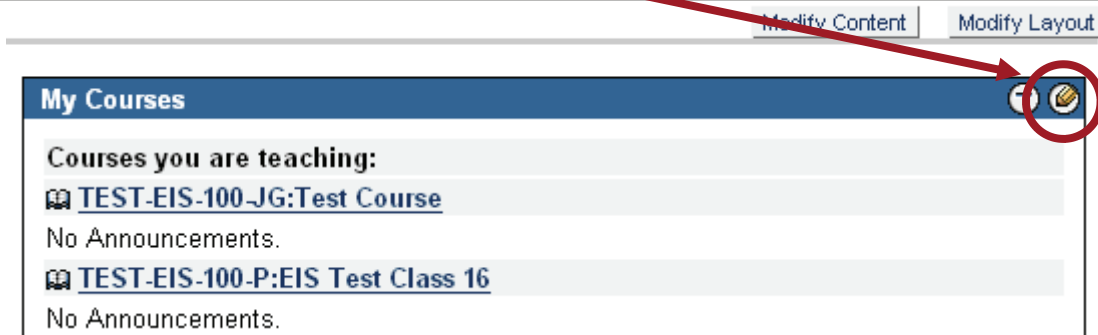 Modify Content Modify Layout
My Courses
Courses you are teaching:
TEST-EIS-100-JG:Test Course
No Announcements.
TEST-EIS-100-P:EIS Test Class 16
No Announcements.